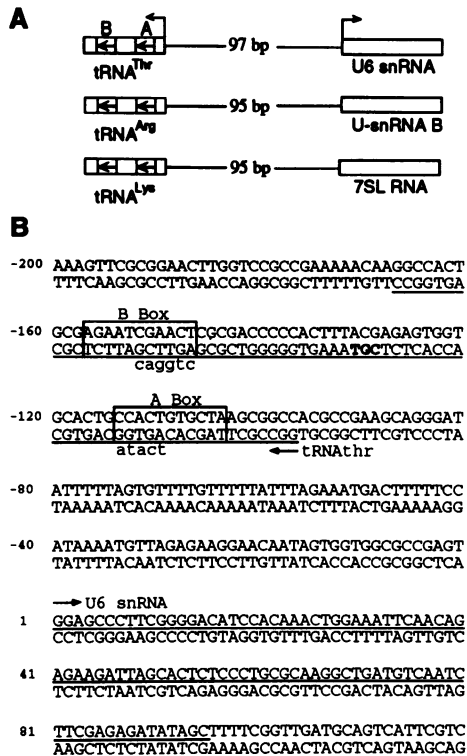 A
B A
97 bp
tRNAThr U6 snRNA
95 bp
tRNAArg U-snRNA B
95 bp
tRNALys 7SL RNA
B
-200 AAAGTTCGCGGAACTTGGTCCGCCGAAAAACAAGGCCACT
TTTCAAGCGCCTTGAACCAGGCGGCTTTTTGTTCCGGTGA
B Box
-160 GCGAGAATCGAACTCGCGACCCCCACTTTACGAGAGTGGT
CGCTCTTAGCTTGAGCGCTGGGGGTGAAATGCTCTCACCA
caggtc
A Box
-120 GCACTGCCACTGTGCTAAGCGGCCACGCCGAAGCAGGGAT
CGTGACGGTGACACGATTCGCCGGTGCGGCTTCGTCCCTA
atact tRNAthr
-80 ATTTTTAGTGTTTTGTTTTTATTTAGAAATGACTTTTTCC
TAAAAATCACAAAACAAAAATAAATCTTTACTGAAAAAGG
-40 ATAAAATGTTAGAGAAGGAACAATAGTGGTGGCGCCGAGT
TATTTTACAATCTCTTCCTTGTTATCACCACCGCGGCTCA
U6 snRNA
1 GGAGCCCTTCGGGGACATCCACAAACTGGAAATTCAACAG
CCTCGGGAAGCCCCTGTAGGTGTTTGACCTTTTAGTTGTC
41 AGAAGATTAGCACTCTCCCTGCGCAAGGCTGATGTCAATC
TCTTCTAATCGTCAGAGGGACGCGTTCCGACTACAGTTAG
81 TTCGAGAGATATAGCTTTTCGGTTGATGCAGTCATTCGTC
AAGCTCTCTATATCGAAAAGCCAACTACGTCAGTAAGCAG